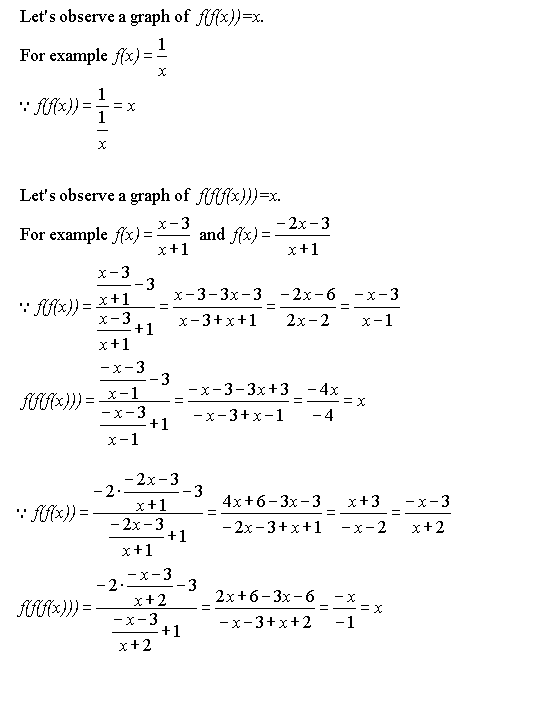 Let's observe a graph of f(f(x))=x.
For example f(x) = \frac{1}{x}
∵ f(f(x)) = \frac{1}{\frac{1}{x}} = x
Let's observe a graph of f(f(f(x)))=x.
For example f(x) = \frac{x-3}{x+1} and f(x) = \frac{-2x-3}{x+1}
∵ f(f(x)) = \frac{\frac{x-3}{x+1}-3}{\frac{x-3}{x+1}+1} = \frac{x-3-3x-3}{x-3+x+1} = \frac{-2x-6}{2x-2} = \frac{-x-3}{x-1}
f(f(f(x))) = \frac{\frac{-x-3}{x-1}-3}{\frac{-x-3}{x-1}+1} = \frac{-x-3-3x+3}{-x-3+x-1} = \frac{-4x}{-4} = x
∵ f(f(x)) = \frac{-2·\frac{-2x-3}{x+1}-3}{\frac{-2x-3}{x+1}+1} = \frac{4x+6-3x-3}{-2x-3+x+1} = \frac{x+3}{-x-2} = \frac{-x-3}{x+2}
f(f(f(x))) = \frac{-2·\frac{-x-3}{x+2}-3}{\frac{-x-3}{x+2}+1} = \frac{2x+6-3x-6}{-x-3+x+2} = \frac{-x}{-1} = x